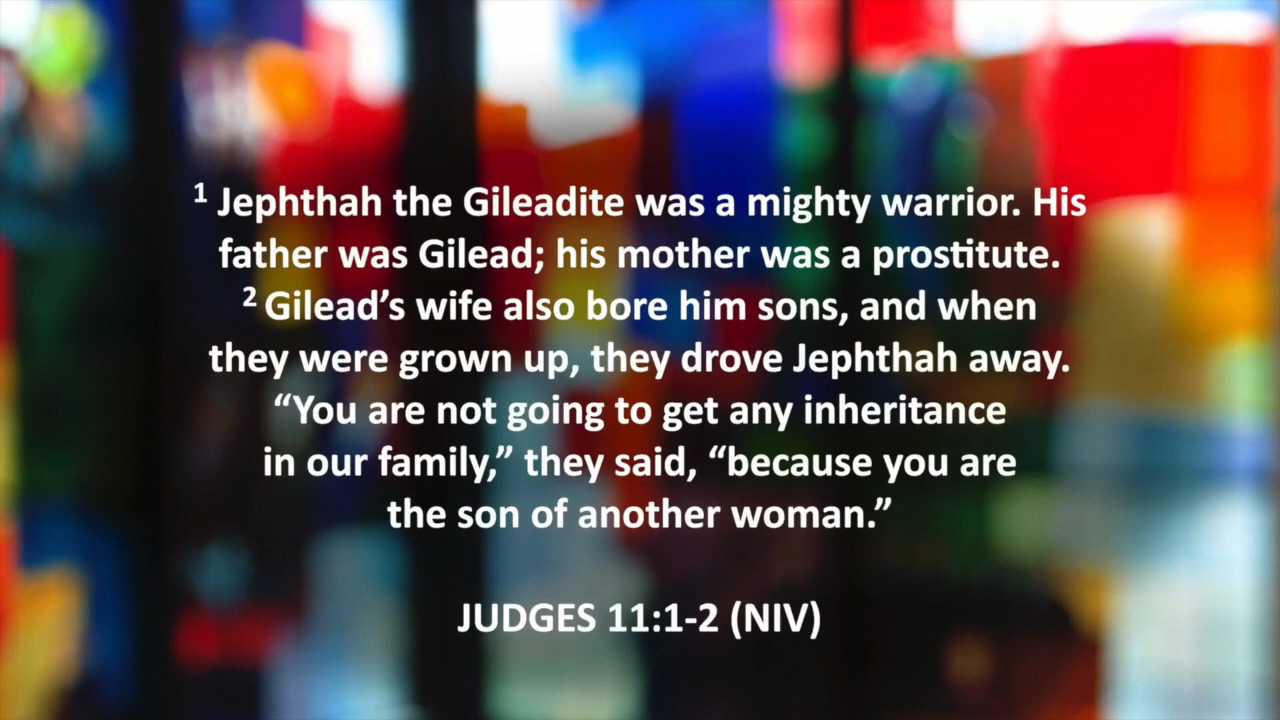 ¹ Jephthah the Gileadite was a mighty warrior. His
father was Gilead; his mother was a prostitute.
² Gilead’s wife also bore him sons, and when
they were grown up, they drove Jephthah away.
“You are not going to get any inheritance
in our family,” they said, “because you are
the son of another woman.”
JUDGES 11:1-2 (NIV)